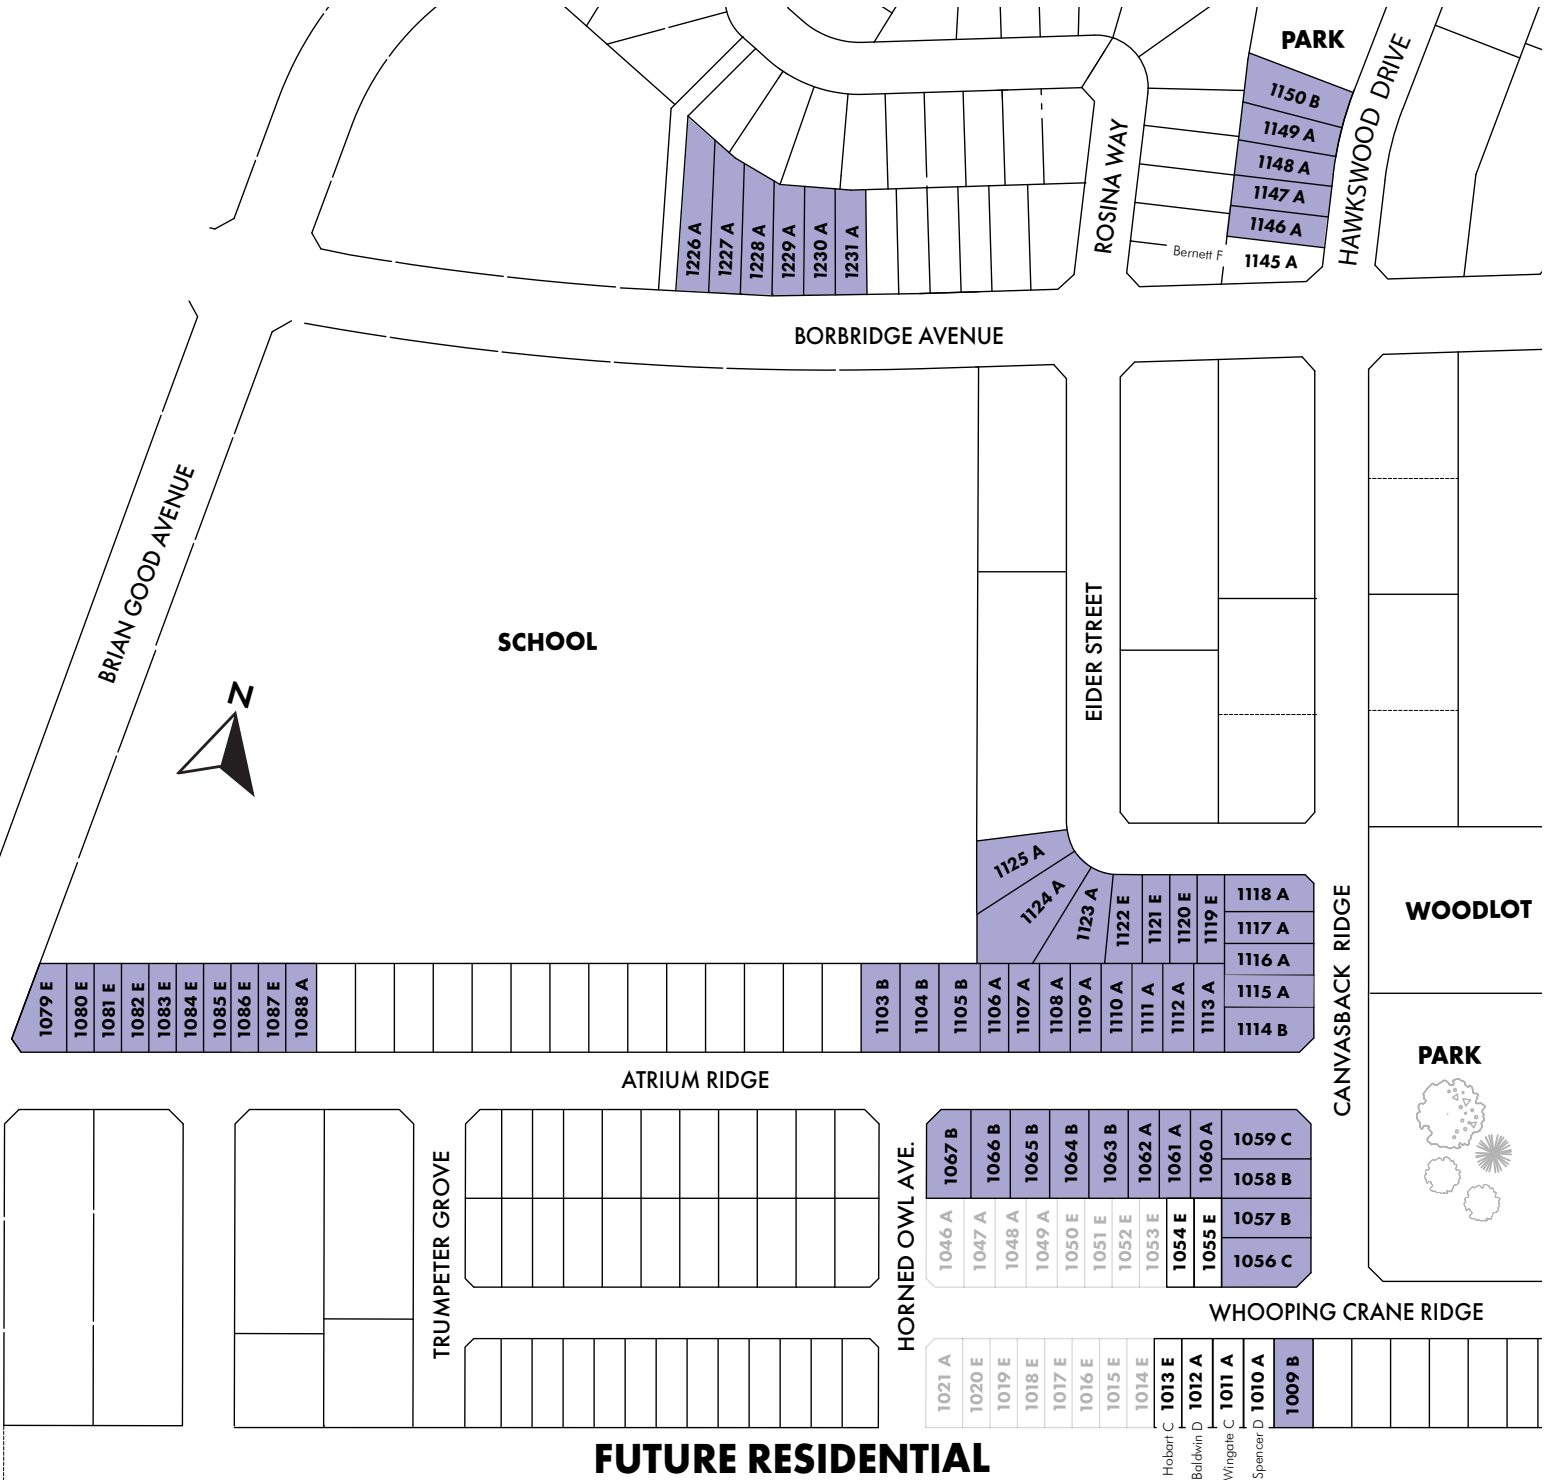 PARK
HAWKSWOOD DRIVE
1150 B
1149 A
1148 A
1147 A
1146 A
1145 A
Bernett F
ROSINA WAY
1226 A
1227 A
1228 A
1229 A
1230 A
1231 A
BORBRIDGE AVENUE
BRIAN GOOD AVENUE
SCHOOL
N
EIDER STREET
1125 A
1124 A
1123 A
1122 E
1121 E
1120 E
1119 E
1118 A
1117 A
1116 A
1115 A
1114 B
CANVASBACK RIDGE
WOODLOT
PARK
1079 E
1080 E
1081 E
1082 E
1083 E
1084 E
1085 E
1086 E
1087 E
1088 A
1103 B
1104 B
1105 B
1106 A
1107 A
1108 A
1109 A
1110 A
1111 A
1112 A
1113 A
ATRIUM RIDGE
TRUMPETER GROVE
HORNED OWL AVE.
1067 B
1066 B
1065 B
1064 B
1063 B
1062 A
1061 A
1060 A
1059 C
1058 B
1057 B
1056 C
1046 A
1047 A
1048 A
1049 A
1050 E
1051 E
1052 E
1053 E
1054 E
1055 E
WHOOPING CRANE RIDGE
1021 A
1020 E
1019 E
1018 E
1017 E
1016 E
1015 E
1014 E
1013 E
1012 A
1011 A
1010 A
1009 B
Hobart C
Baldwin D
Wingate C
Spencer D
FUTURE RESIDENTIAL